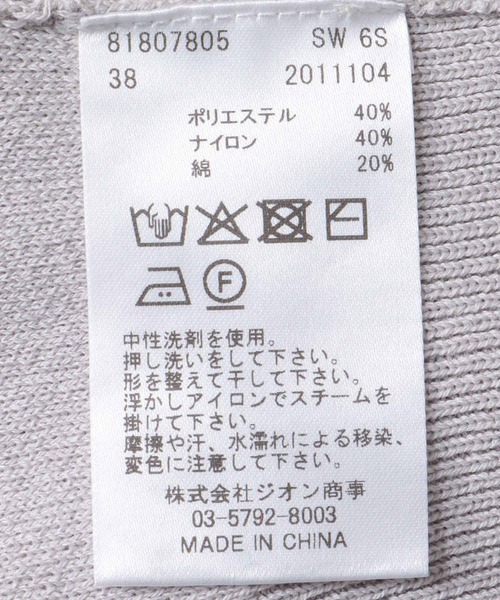 81807805 SW 6S
38 2011104
ポリエステル 40%
ナイロン 40%
綿 20%
F
中性洗剤を使用。
押し洗いをして下さい。
形を整えて干して下さい。
浮かしアイロンでスチームを
掛けて下さい。
摩擦や汗、水濡れによる移染、
変色に注意して下さい。
株式会社ジオン商事
03-5792-8003
MADE IN CHINA